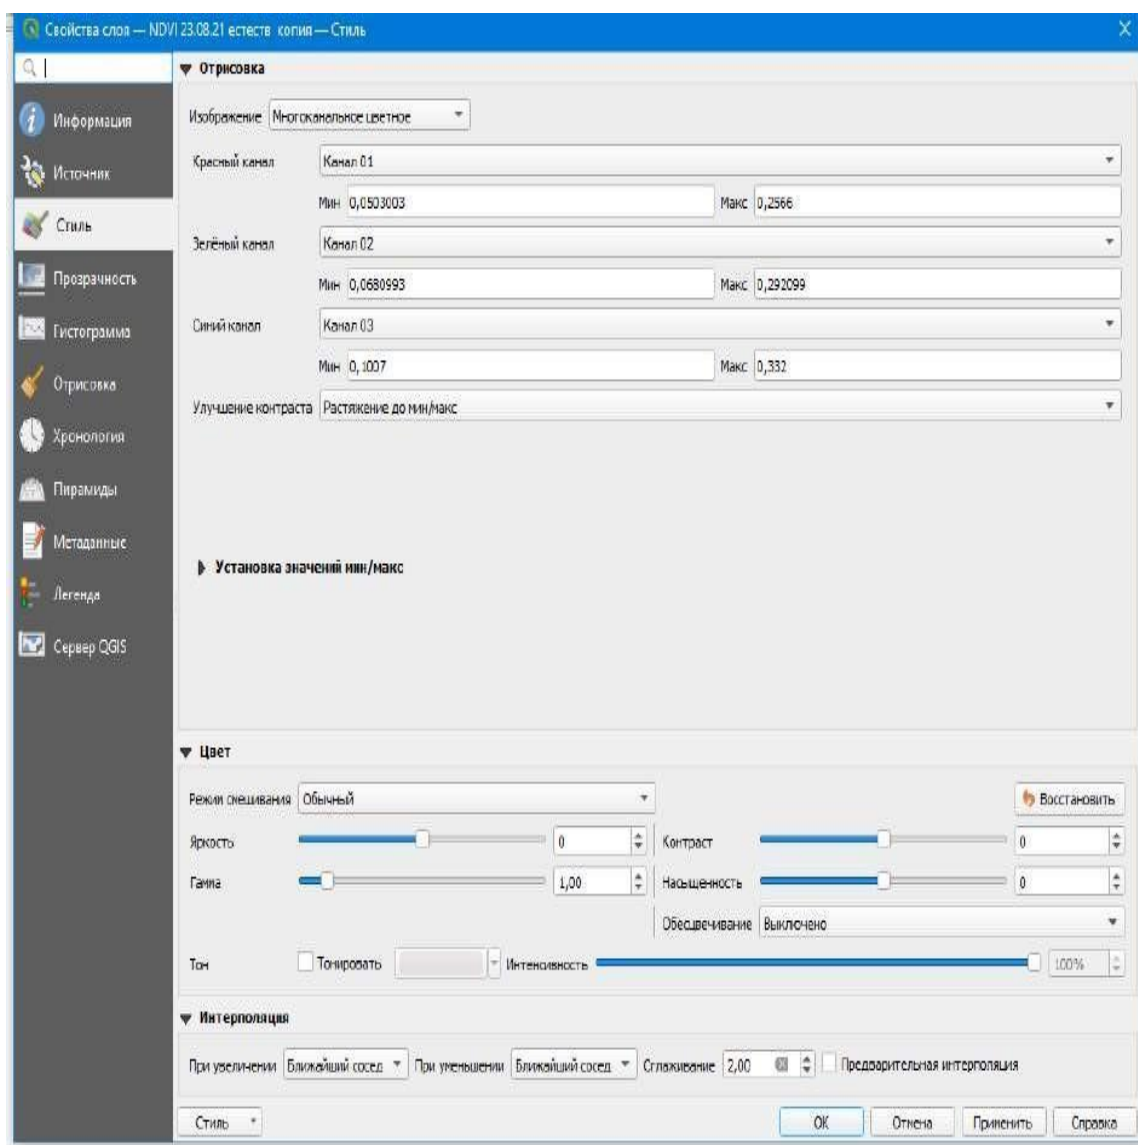 Свойства слоя — NDVI 23.08.21 естеств копия — Стиль
Информация
Источник
Стиль
Прозрачность
Гистограмма
Отрисовка
Хронология
Пирамиды
Метаданные
Легенда
Сервер QGIS
Отрисовка
Изображение Многоканальное цветное
Красный канал Канал 01
Мин 0,0503003 Макс 0,2566
Зелёный канал Канал 02
Мин 0,0680993 Макс 0,292099
Синий канал Канал 03
Мин 0,1007 Макс 0,332
Улучшение контраста Растяжение до мин/макс
Установка значений мин/макс
Цвет
Режим смешивания Обычный Восстановить
Яркость 0 Контраст 0
Гамма 1,00 Насыщенность 0
Обесцвечивание Выключено
Тон Тонировать Интенсивность 100%
Интерполяция
При увеличении Ближайший сосед При уменьшении Ближайший сосед Сглаживание 2,00 Предварительная интерполяция
Стиль OK Отмена Применить Справка